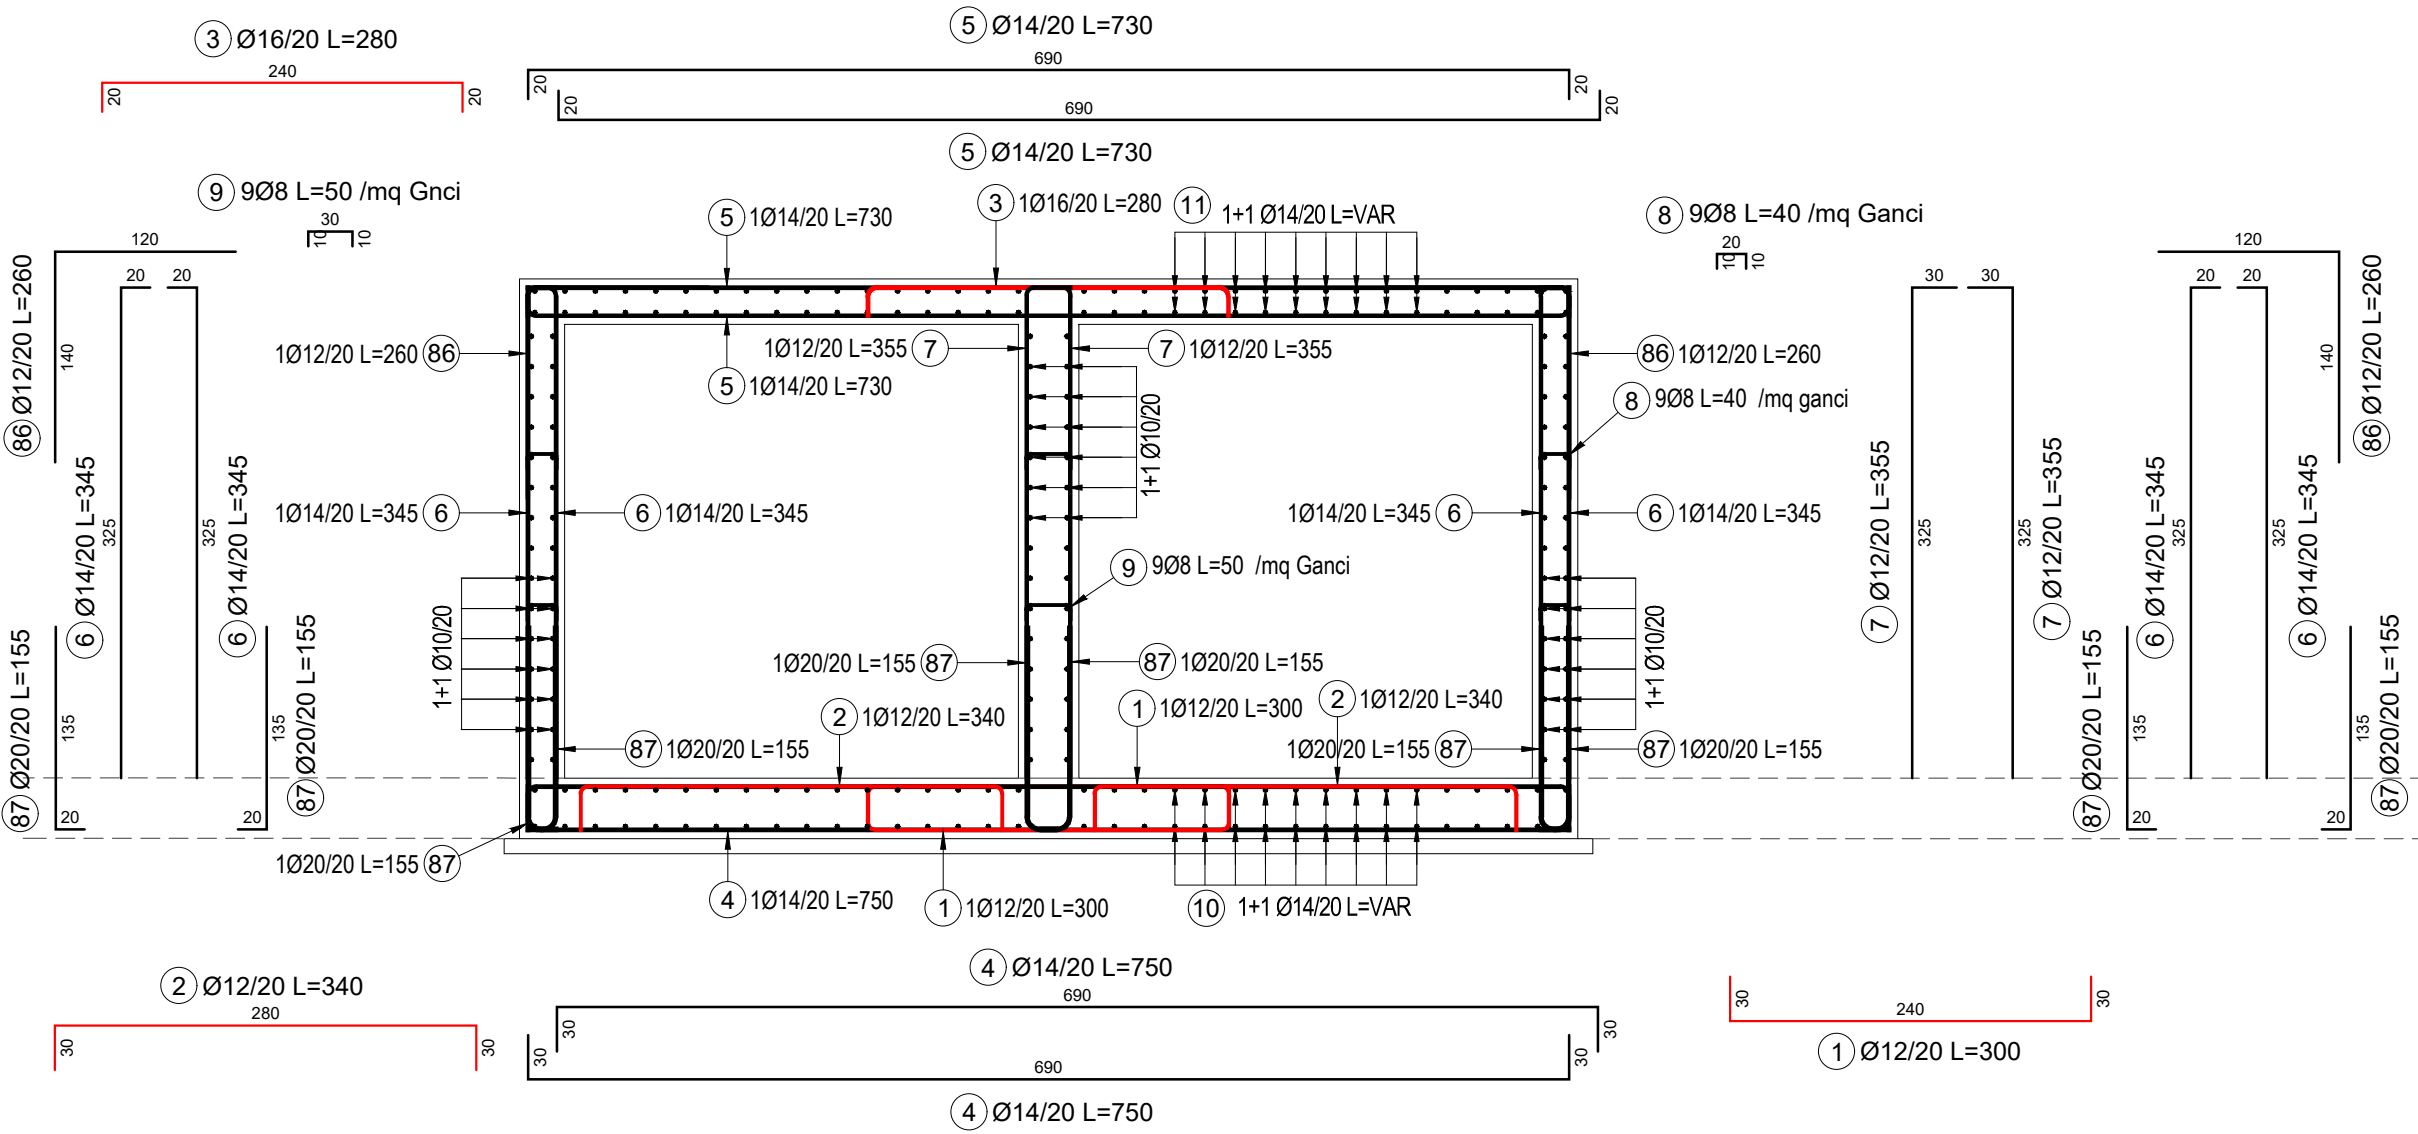 3 Ø16/20 L=280
240
20
20
5 Ø14/20 L=730
690
20
20
20
690
20
5 Ø14/20 L=730
9 9Ø8 L=50 /mq Gnci
30
10
10
5 1Ø14/20 L=730
3 1Ø16/20 L=280
11 1+1 Ø14/20 L=VAR
8 9Ø8 L=40 /mq Ganci
20
10
10
120
140
86 Ø12/20 L=260
20
20
325
325
6 Ø14/20 L=345
6 Ø14/20 L=345
135
20
87 Ø20/20 L=155
135
20
87 Ø20/20 L=155
1Ø12/20 L=260 86
1Ø12/20 L=355 7
7 1Ø12/20 L=355
5 1Ø14/20 L=730
86 1Ø12/20 L=260
8 9Ø8 L=40 /mq ganci
1+1 Ø10/20
1Ø14/20 L=345 6
6 1Ø14/20 L=345
1Ø14/20 L=345 6
6 1Ø14/20 L=345
9 9Ø8 L=50 /mq Ganci
1+1 Ø10/20
1+1 Ø10/20
1Ø20/20 L=155 87
87 1Ø20/20 L=155
2 1Ø12/20 L=340
1 1Ø12/20 L=300
2 1Ø12/20 L=340
87 1Ø20/20 L=155
1Ø20/20 L=155 87
87 1Ø20/20 L=155
1Ø20/20 L=155 87
4 1Ø14/20 L=750
1 1Ø12/20 L=300
10 1+1 Ø14/20 L=VAR
30
30
325
325
7 Ø12/20 L=355
7 Ø12/20 L=355
120
140
86 Ø12/20 L=260
20
20
325
325
6 Ø14/20 L=345
6 Ø14/20 L=345
135
20
87 Ø20/20 L=155
135
20
87 Ø20/20 L=155
2 Ø12/20 L=340
280
30
30
4 Ø14/20 L=750
690
30
30
30
30
690
4 Ø14/20 L=750
30
30
240
1 Ø12/20 L=300